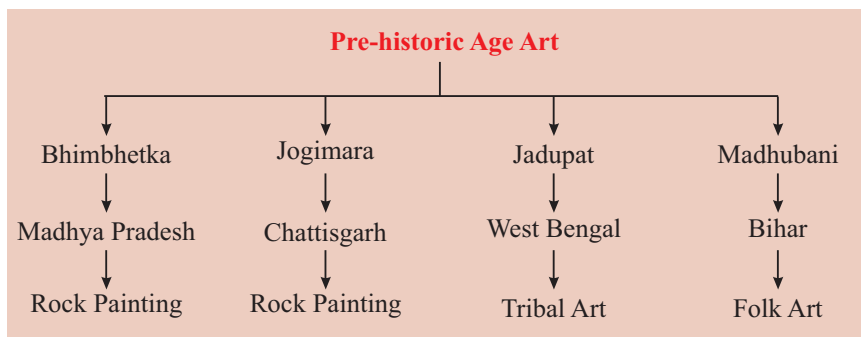 Pre-historic Age Art
Bhimbhetka Jogimara Jadupat Madhubani
Madhya Pradesh Chattisgarh West Bengal Bihar
Rock Painting Rock Painting Tribal Art Folk Art